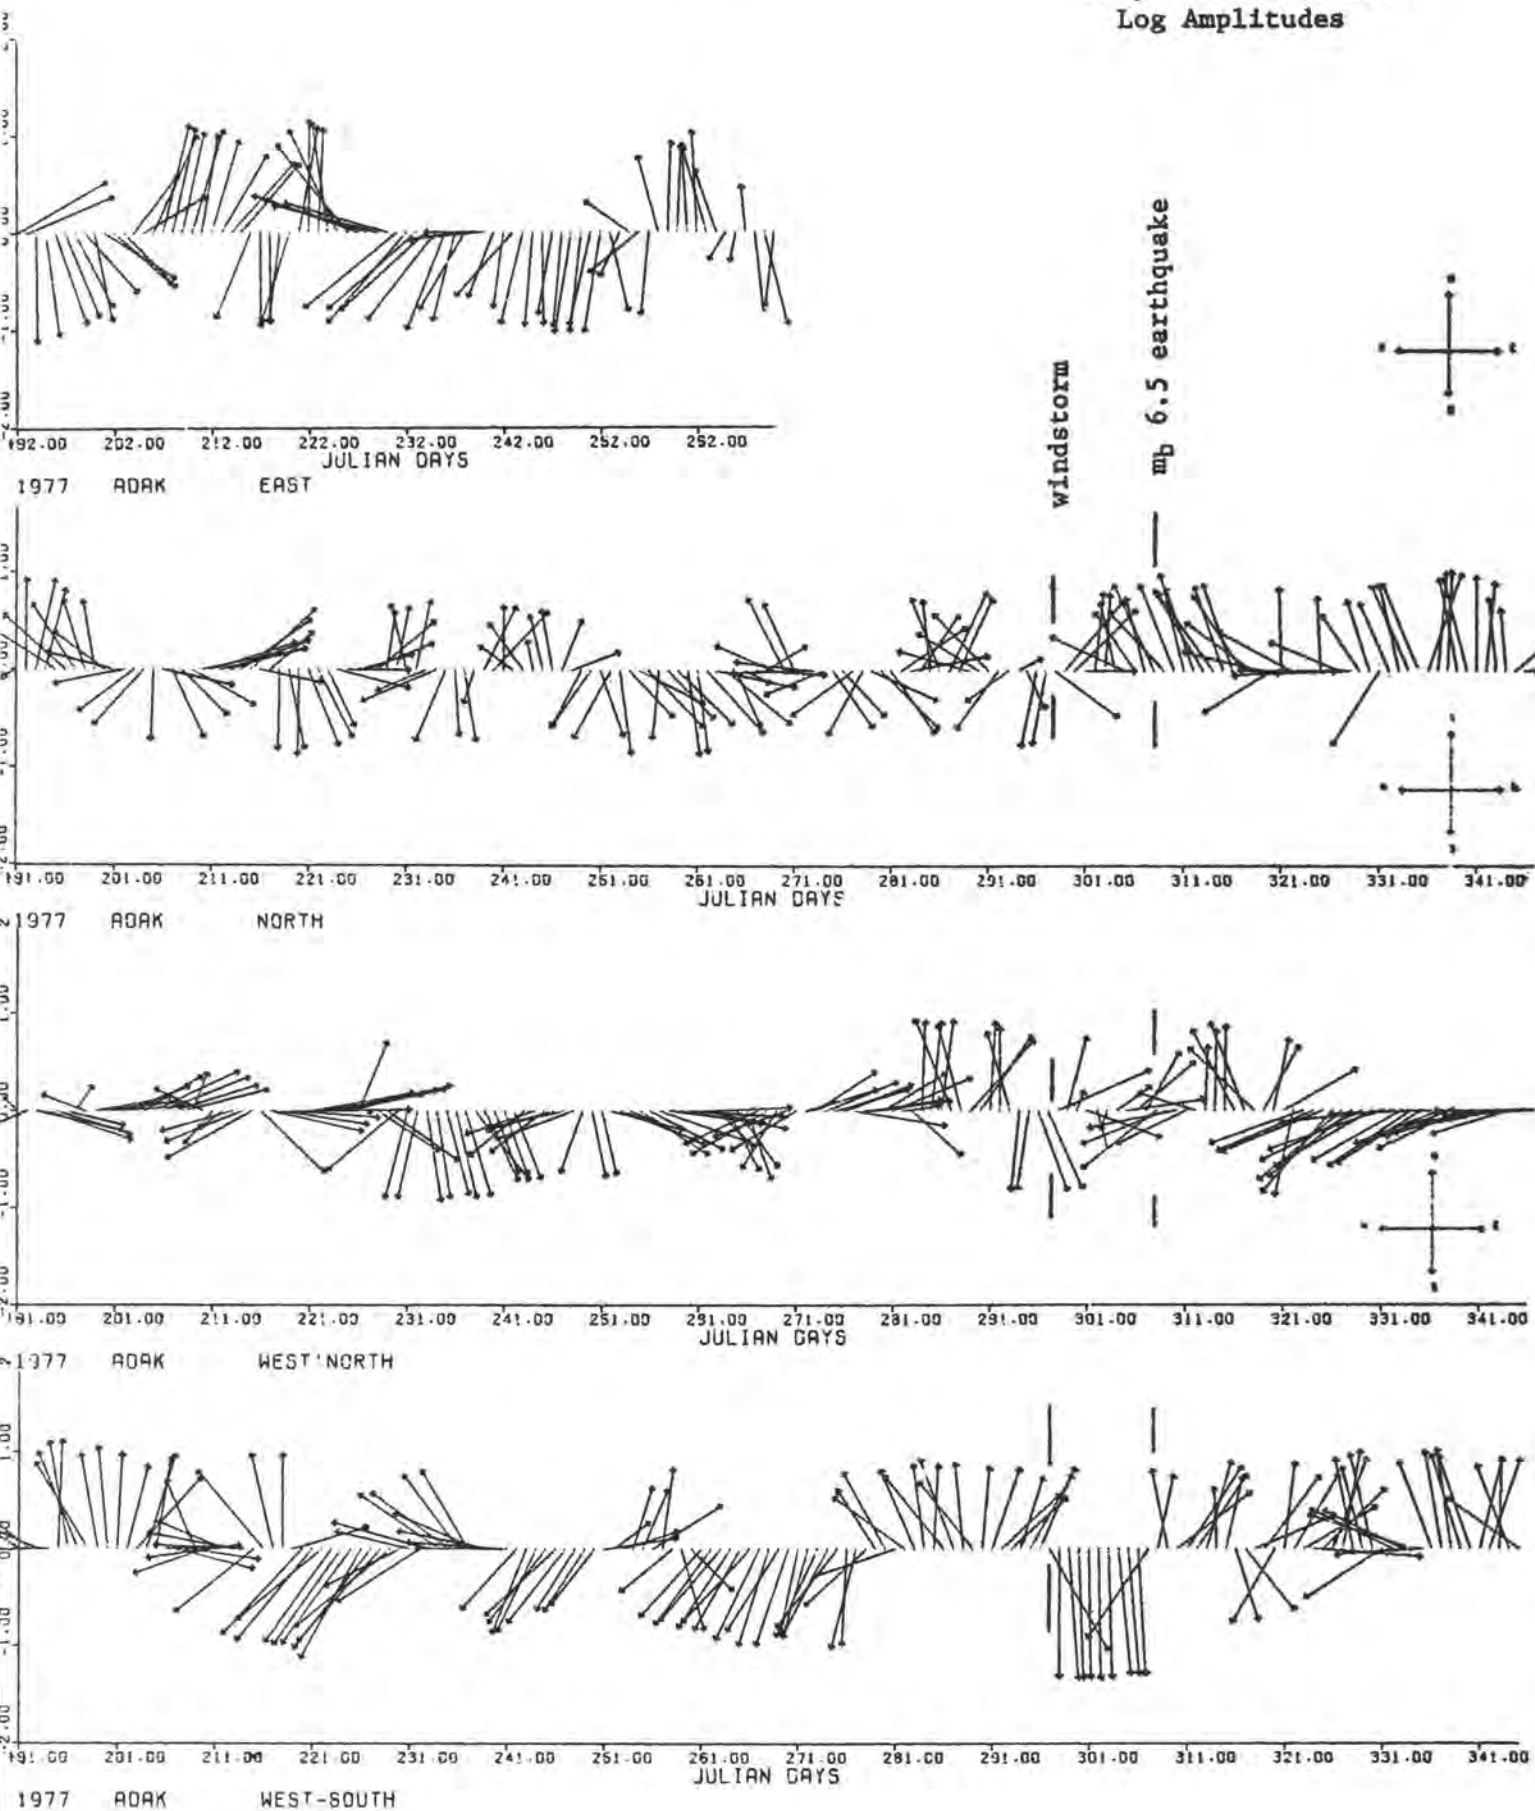 Log Amplitudes
windstorm
mb 6.5 earthquake
192.00 202.00 212.00 222.00 232.00 242.00 252.00 252.00
JULIAN DAYS
1977 ADAK EAST
191.00 201.00 211.00 221.00 231.00 241.00 251.00 261.00 271.00 281.00 291.00 301.00 311.00 321.00 331.00 341.00
JULIAN DAYS
1977 ADAK NORTH
191.00 201.00 211.00 221.00 231.00 241.00 251.00 261.00 271.00 281.00 291.00 301.00 311.00 321.00 331.00 341.00
JULIAN DAYS
1977 ADAK WEST'NORTH
191.00 201.00 211.00 221.00 231.00 241.00 251.00 261.00 271.00 281.00 291.00 301.00 311.00 321.00 331.00 341.00
JULIAN DAYS
1977 ADAK WEST-SOUTH